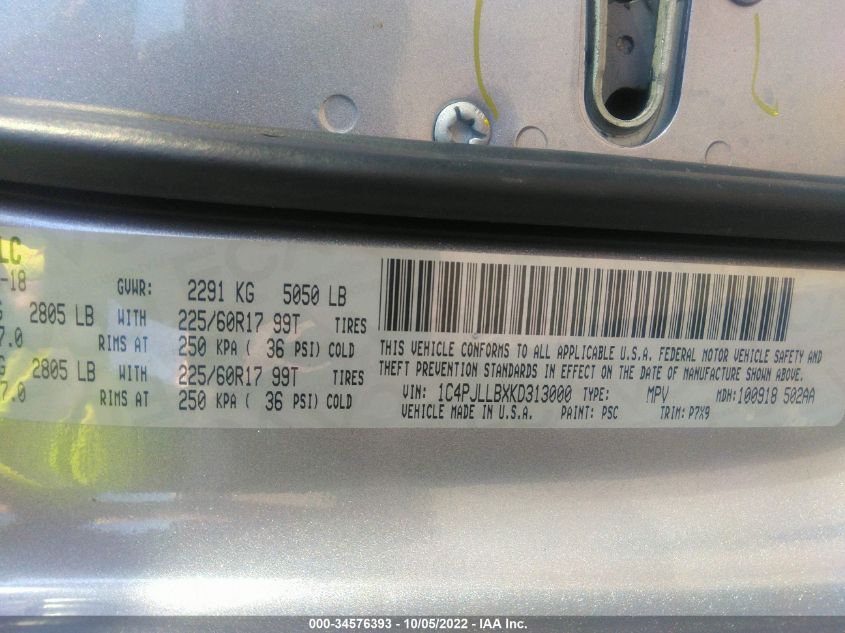 LC
-18
GVWR: 2291 KG 5050 LB
G 2805 LB WITH 225/60R17 99T TIRES
7.0 RIMS AT 250 KPA ( 36 PSI) COLD
G 2805 LB WITH 225/60R17 99T TIRES
7.0 RIMS AT 250 KPA ( 36 PSI) COLD
THIS VEHICLE CONFORMS TO ALL APPLICABLE U.S.A. FEDERAL MOTOR VEHICLE SAFETY AND
THEFT PREVENTION STANDARDS IN EFFECT ON THE DATE OF MANUFACTURE SHOWN ABOVE.
VIN: 1C4PJLLBXKD313000 TYPE: MPV MDH: 100918 502AA
VEHICLE MADE IN U.S.A. PAINT: PSC TRIM: P7X9
000-34576393 - 10/05/2022 - IAA Inc.